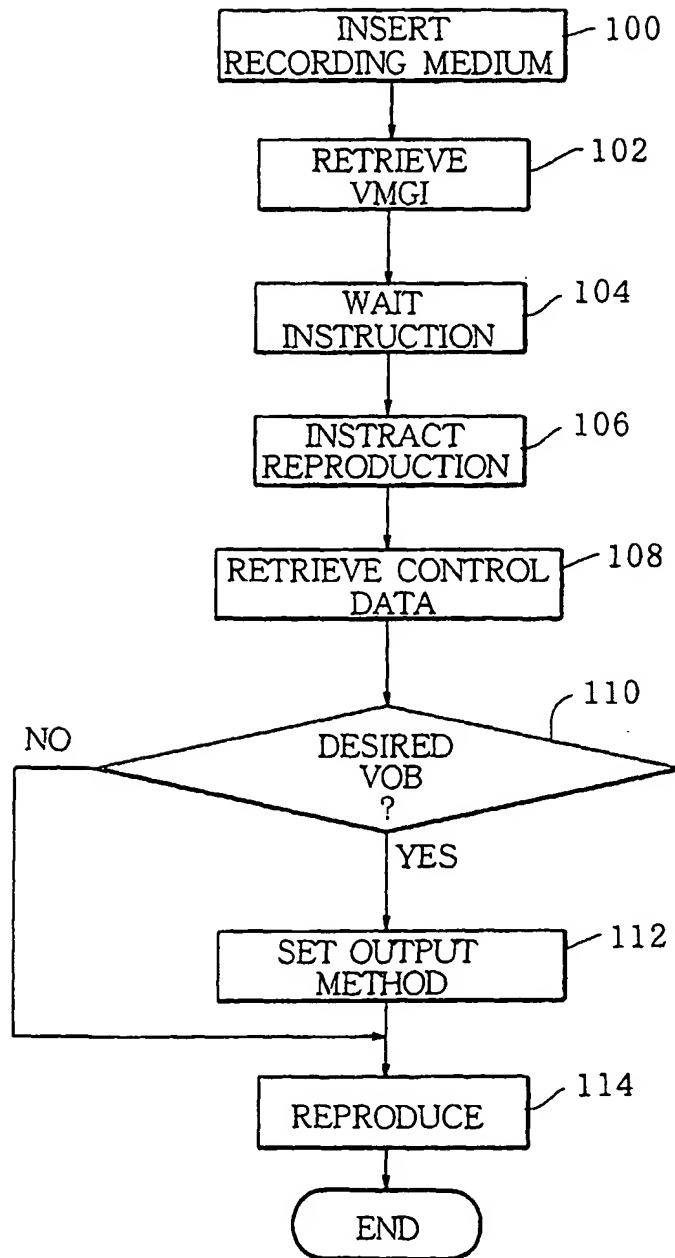 INSERT
RECORDING MEDIUM
100
RETRIEVE
VMGI
102
WAIT
INSTRUCTION
104
INSTRACT
REPRODUCTION
106
RETRIEVE CONTROL
DATA
108
110
NO
DESIRED
VOB
?
YES
SET OUTPUT
METHOD
112
REPRODUCE
114
END